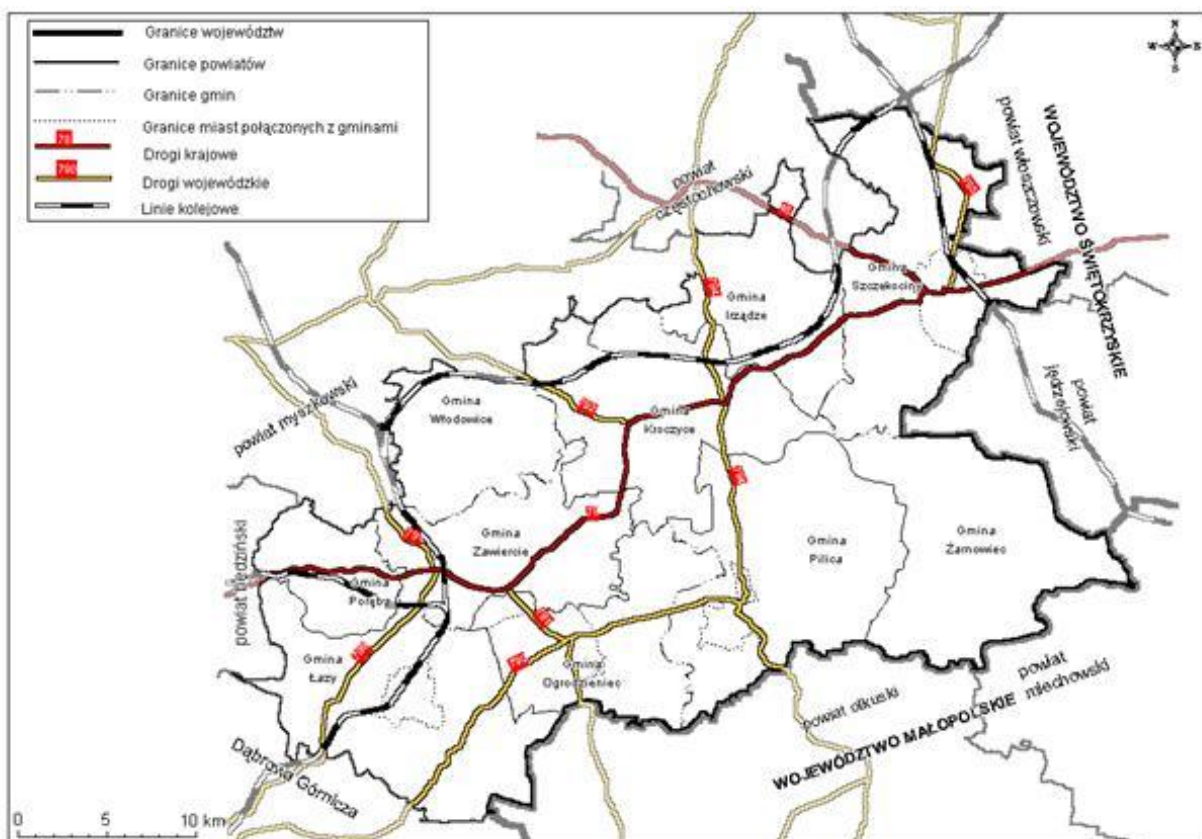 Granice województw
Granice powiatów
Granice gmin
Granice miast połączonych z gminami
78
Drogi krajowe
790
Drogi wojewódzkie
Linie kolejowe
N
W
E
S
powiat
częstochowski
powiat włoszczowski
WOJEWÓDZTWO ŚWIĘTOKRZYSKIE
Gmina
Szczekociny
Gmina
Irządze
powiat
jędrzejowski
powiat myszkowski
Gmina
Włodowice
Gmina
Kroczyce
Gmina
Zawiercie
Gmina
Pilica
Gmina
Żarnowiec
powiat będziński
Gmina
Poręba
Gmina
Łazy
Gmina
Ogrodzieniec
powiat olkuski
powiat
miechowski
WOJEWÓDZTWO MAŁOPOLSKIE
Dąbrowa Górnicza
0 5 10 km